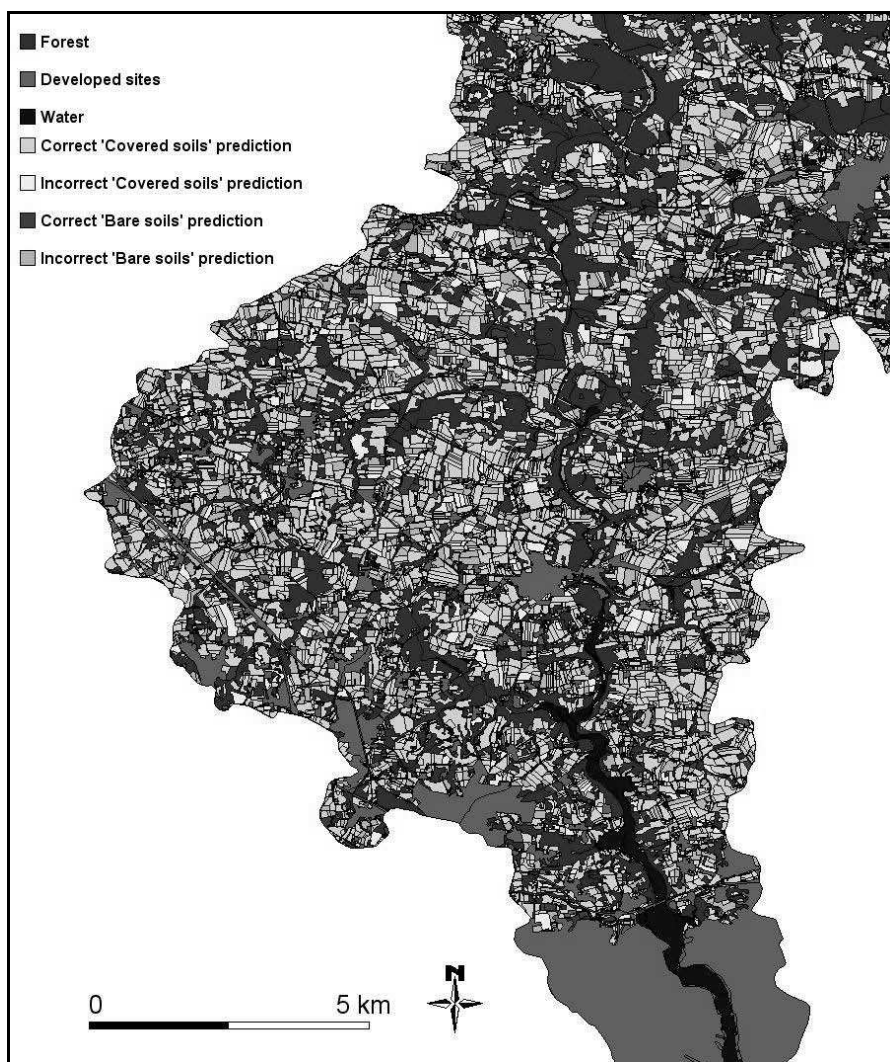 Forest
Developed sites
Water
Correct 'Covered soils' prediction
Incorrect 'Covered soils' prediction
Correct 'Bare soils' prediction
Incorrect 'Bare soils' prediction
N
0 5 km